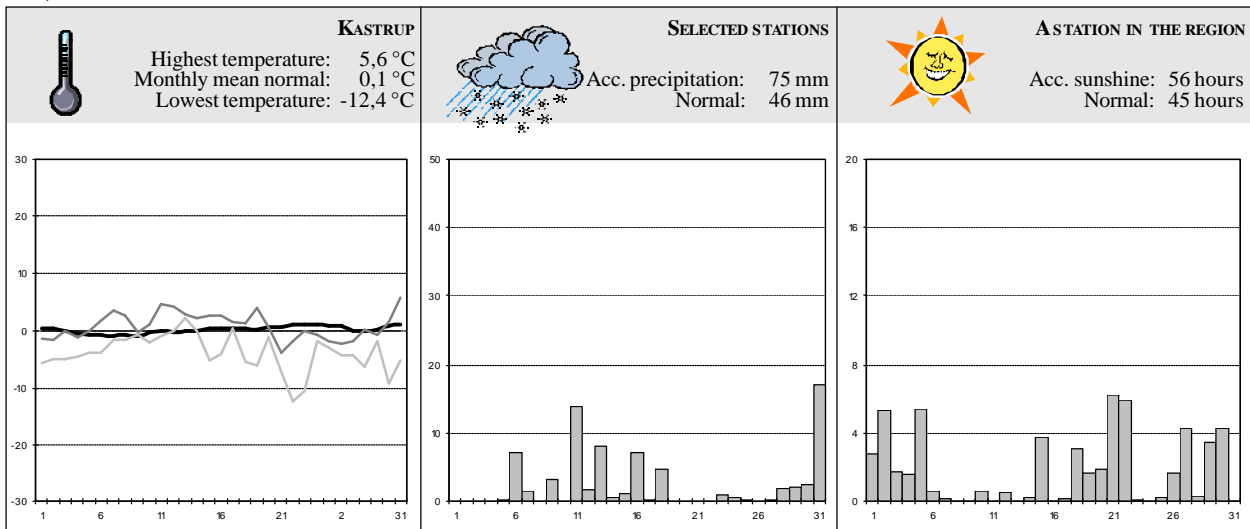 KASTRUP
Highest temperature: 5,6 °C
Monthly mean normal: 0,1 °C
Lowest temperature: -12,4 °C
SELECTED STATIONS
Acc. precipitation: 75 mm
Normal: 46 mm
A STATION IN THE REGION
Acc. sunshine: 56 hours
Normal: 45 hours
30
20
10
0
-10
-20
-30
1 6 11 16 21 2 31
50
40
30
20
10
0
1 6 11 16 21 26 31
20
16
12
8
4
0
1 6 11 16 21 26 31